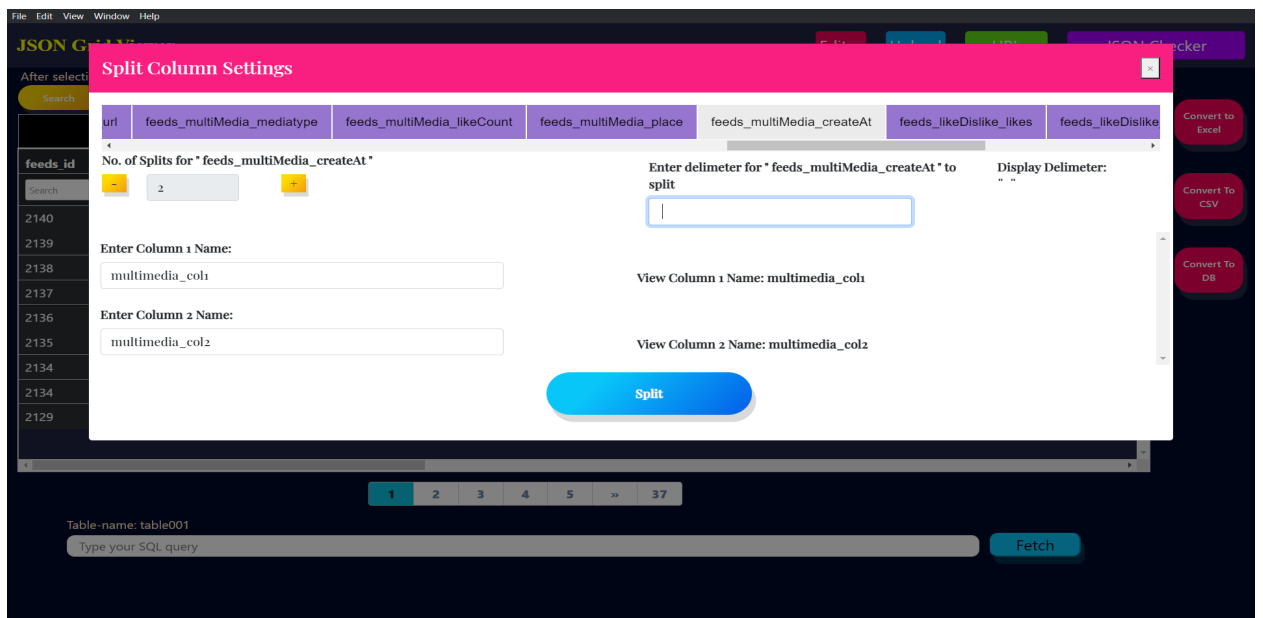 File Edit View Window Help
JSON
Search
After selecti
Split Column Settings
×
url feeds_multiMedia_mediatype feeds_multiMedia_likeCount feeds_multiMedia_place feeds_multiMedia_createAt feeds_likeDislike_likes feeds_likeDislike_
No. of Splits for " feeds_multiMedia_createAt "
- 2 +
Enter delimeter for " feeds_multiMedia_createAt " to
split
Display Delimeter:
" "
Enter Column 1 Name:
multimedia_col1
View Column 1 Name: multimedia_col1
Enter Column 2 Name:
multimedia_col2
View Column 2 Name: multimedia_col2
Split
feeds_id
Search
2140
2139
2138
2137
2136
2135
2134
2134
2129
Convert to
Excel
Convert To
CSV
Convert To
DB
1 2 3 4 5 » 37
Table-name: table001
Type your SQL query
Fetch